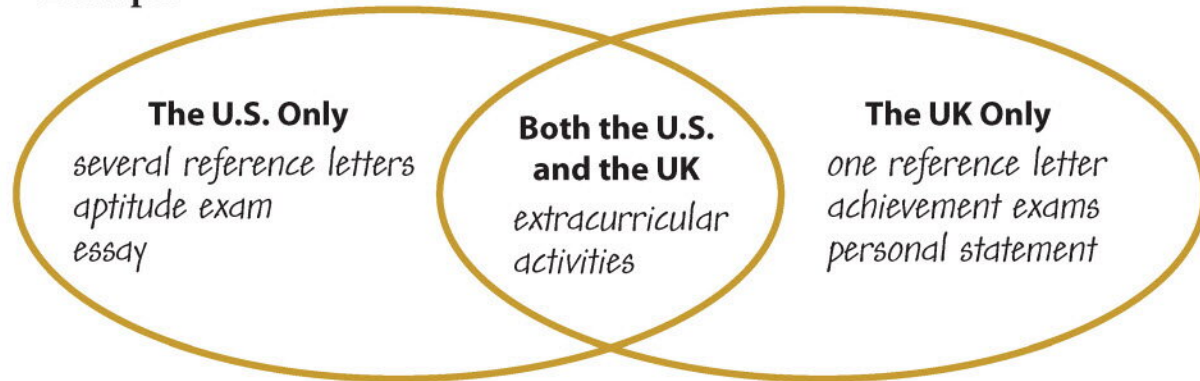 The U.S. Only
several reference letters
aptitude exam
essay
Both the U.S.
and the UK
extracurricular
activities
The UK Only
one reference letter
achievement exams
personal statement